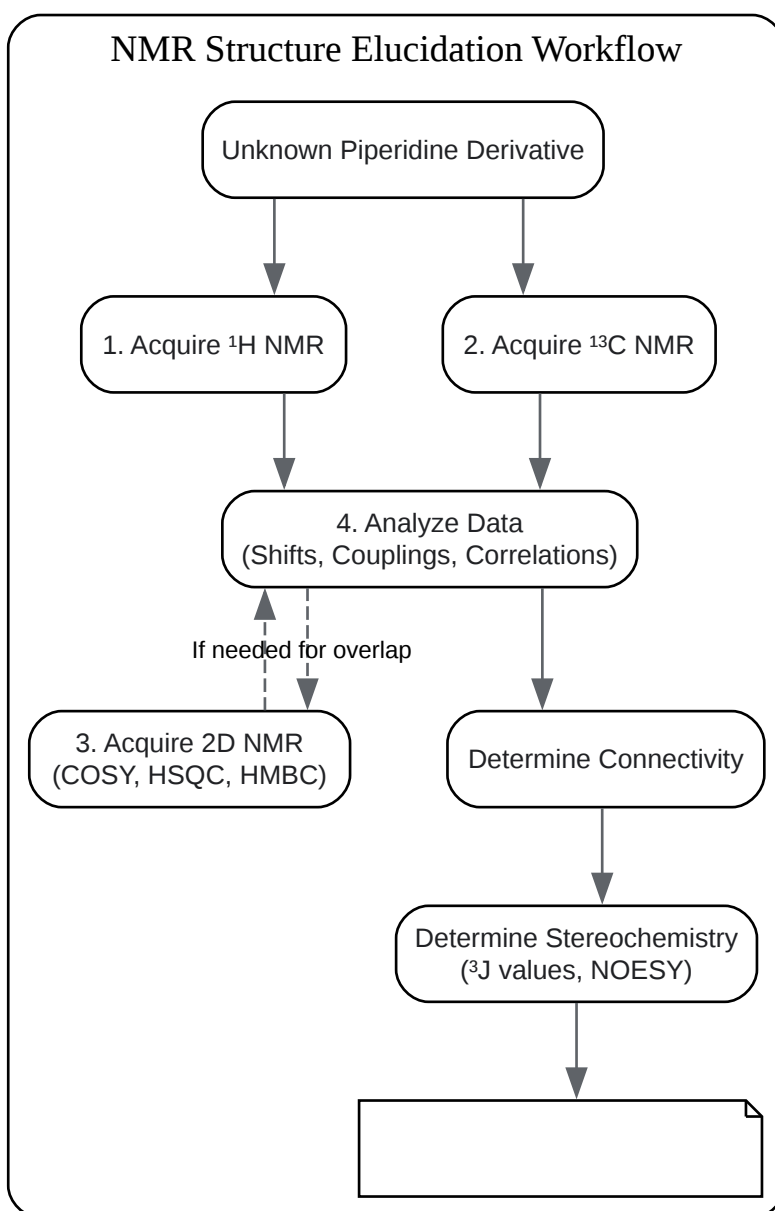 NMR Structure Elucidation Workflow
Unknown Piperidine Derivative
1. Acquire ¹H NMR
2. Acquire ¹³C NMR
4. Analyze Data
(Shifts, Couplings, Correlations)
If needed for overlap
3. Acquire 2D NMR
(COSY, HSQC, HMBC)
Determine Connectivity
Determine Stereochemistry
(³J values, NOESY)